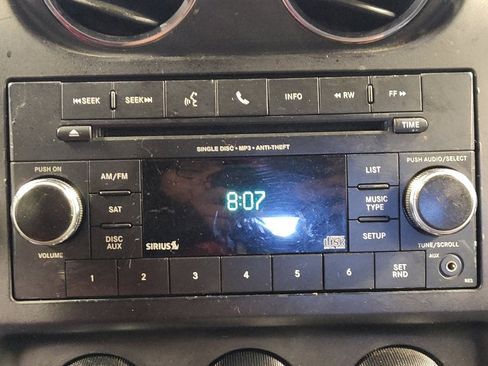 ⏮SEEK SEEK⏭ INFO ◀◀ RW FF ▶▶
TIME
SINGLE DISC • MP3 • ANTI-THEFT
PUSH ON
PUSH AUDIO/SELECT
AM/FM
LIST
SAT
8:07
MUSIC
TYPE
DISC
AUX
SETUP
SIRIUS
disc
VOLUME
TUNE/SCROLL
1 2 3 4 5 6 SET
RND
AUX
RES